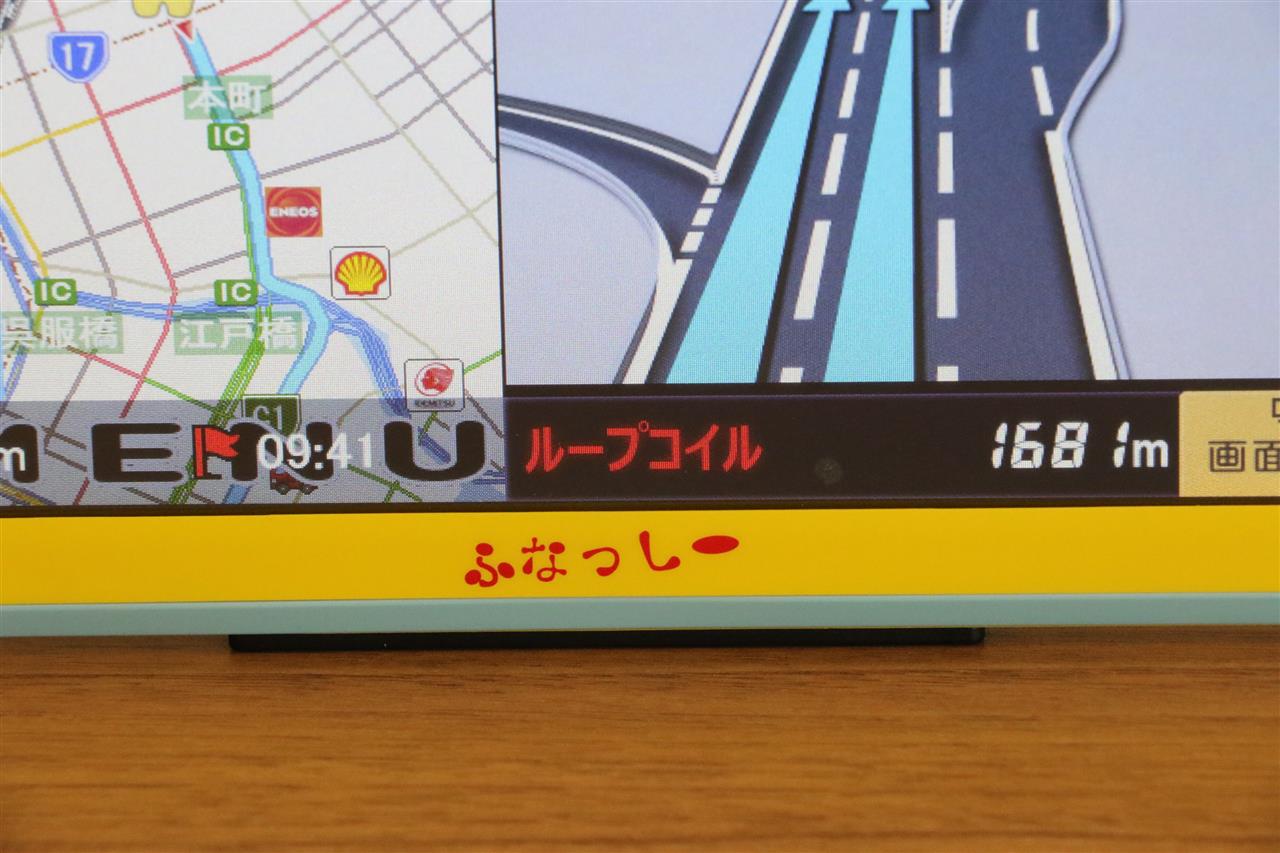 17
本町
IC
ENEOS
IC
IC
呉服橋
江戸橋
IDEMITSU
C1
m
MENU
09:41
ループコイル
1681m
画面
ふなっしー